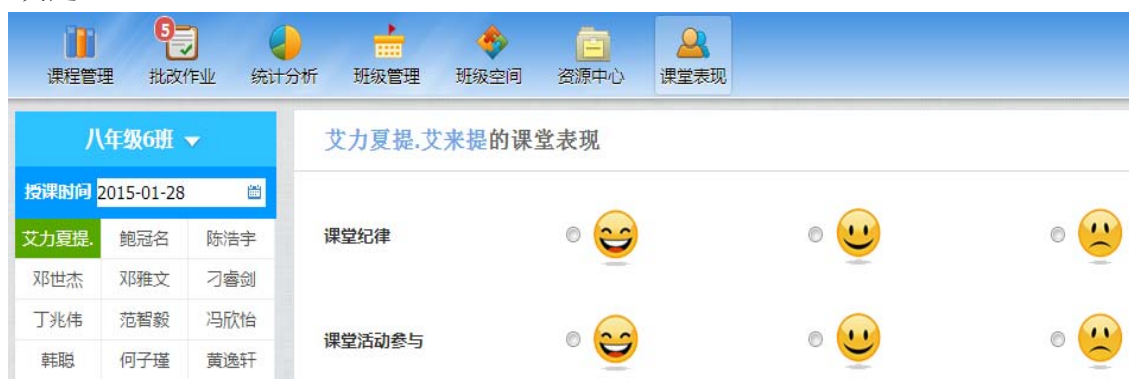 5
课程管理 批改作业 统计分析 班级管理 班级空间 资源中心 课堂表现
八年级6班
艾力夏提.艾来提的课堂表现
授课时间 2015-01-28
艾力夏提. 鲍冠名 陈浩宇
课堂纪律
邓世杰 邓雅文 刁睿剑
丁兆伟 范智毅 冯欣怡
课堂活动参与
韩聪 何子瑾 黄逸轩